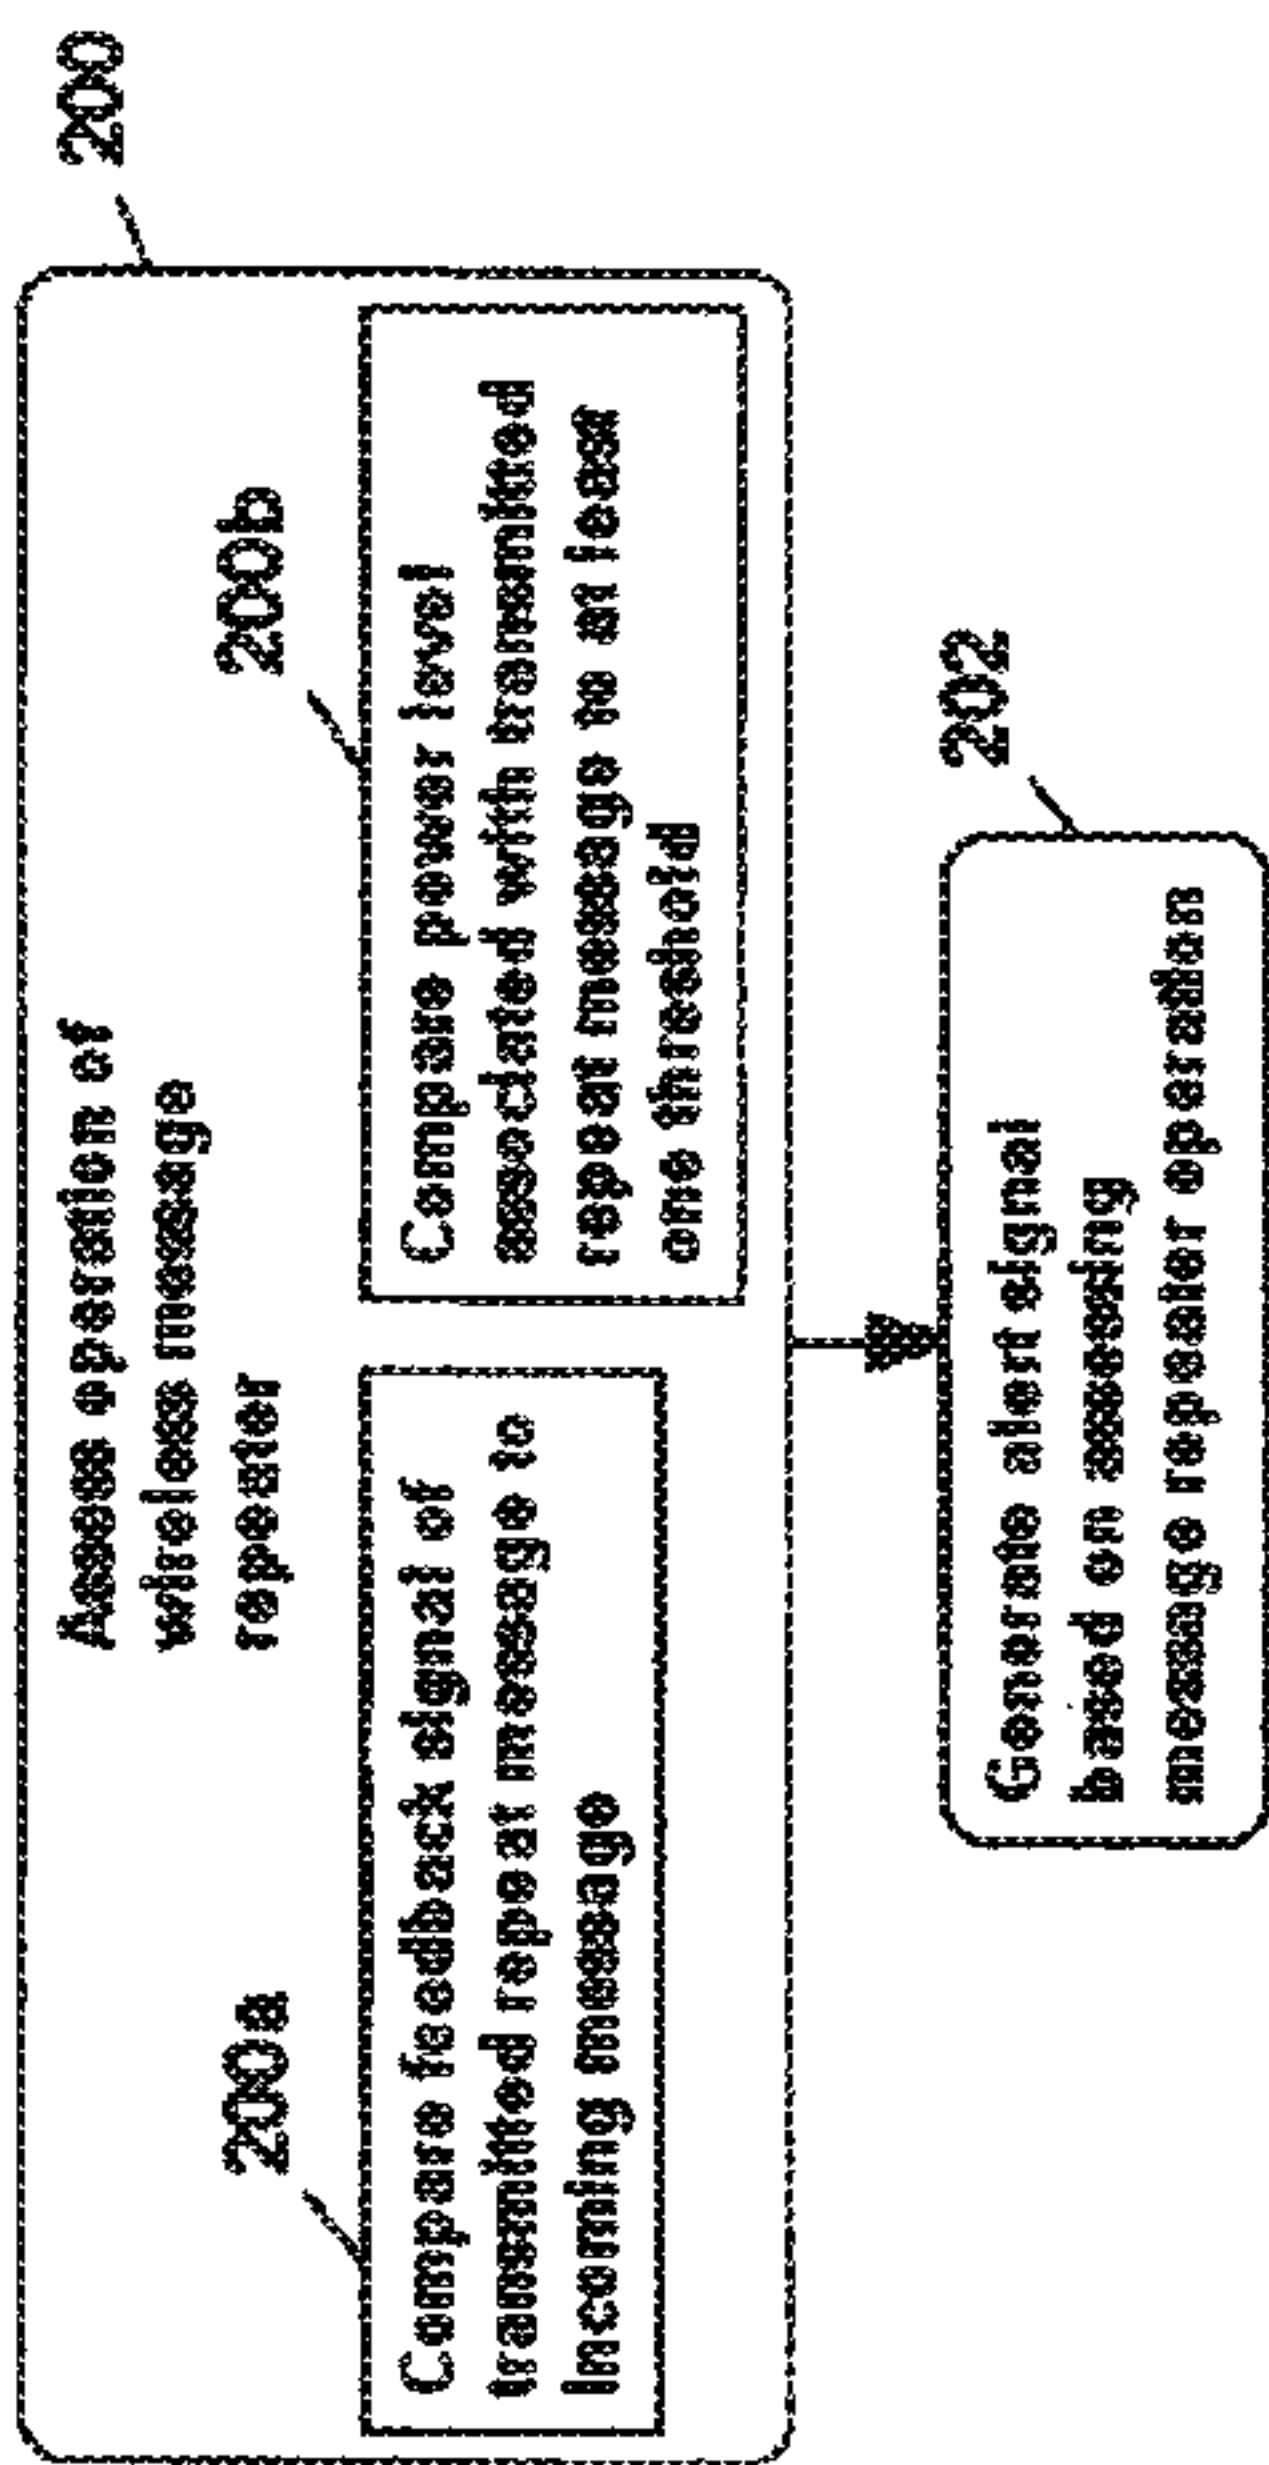 200
Assess operation of
wireless message
repeater
200a
Compare feedback signal of
transmitted repeat message to
incoming message
200b
Compare power level
associated with transmitted
repeat message to at least
one threshold
202
Generate alert signal
based on assessing
message repeater operation